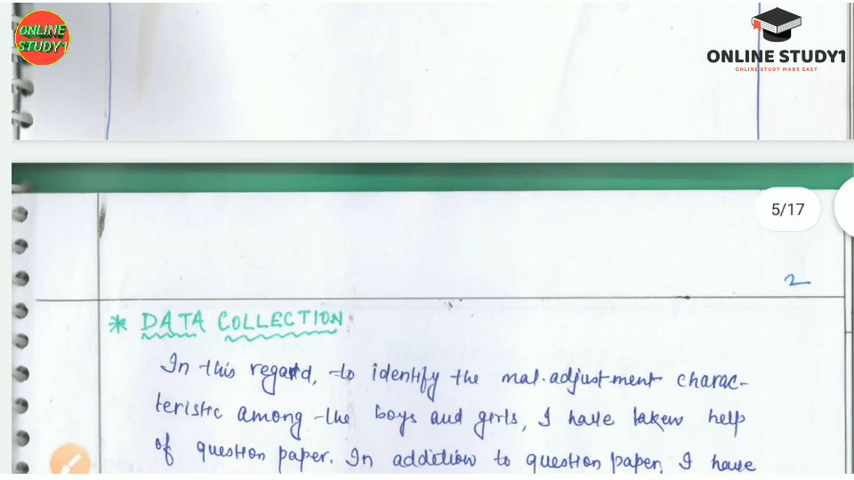 ONLINE
STUDY1
ONLINE STUDY1
ONLINE STUDY MADE EASY
5/17
2
* DATA COLLECTION
In this regard, to identify the mal.adjustment charac-
teristic among the boys and girls, I have taken help
of question paper. In addition to question paper, I have